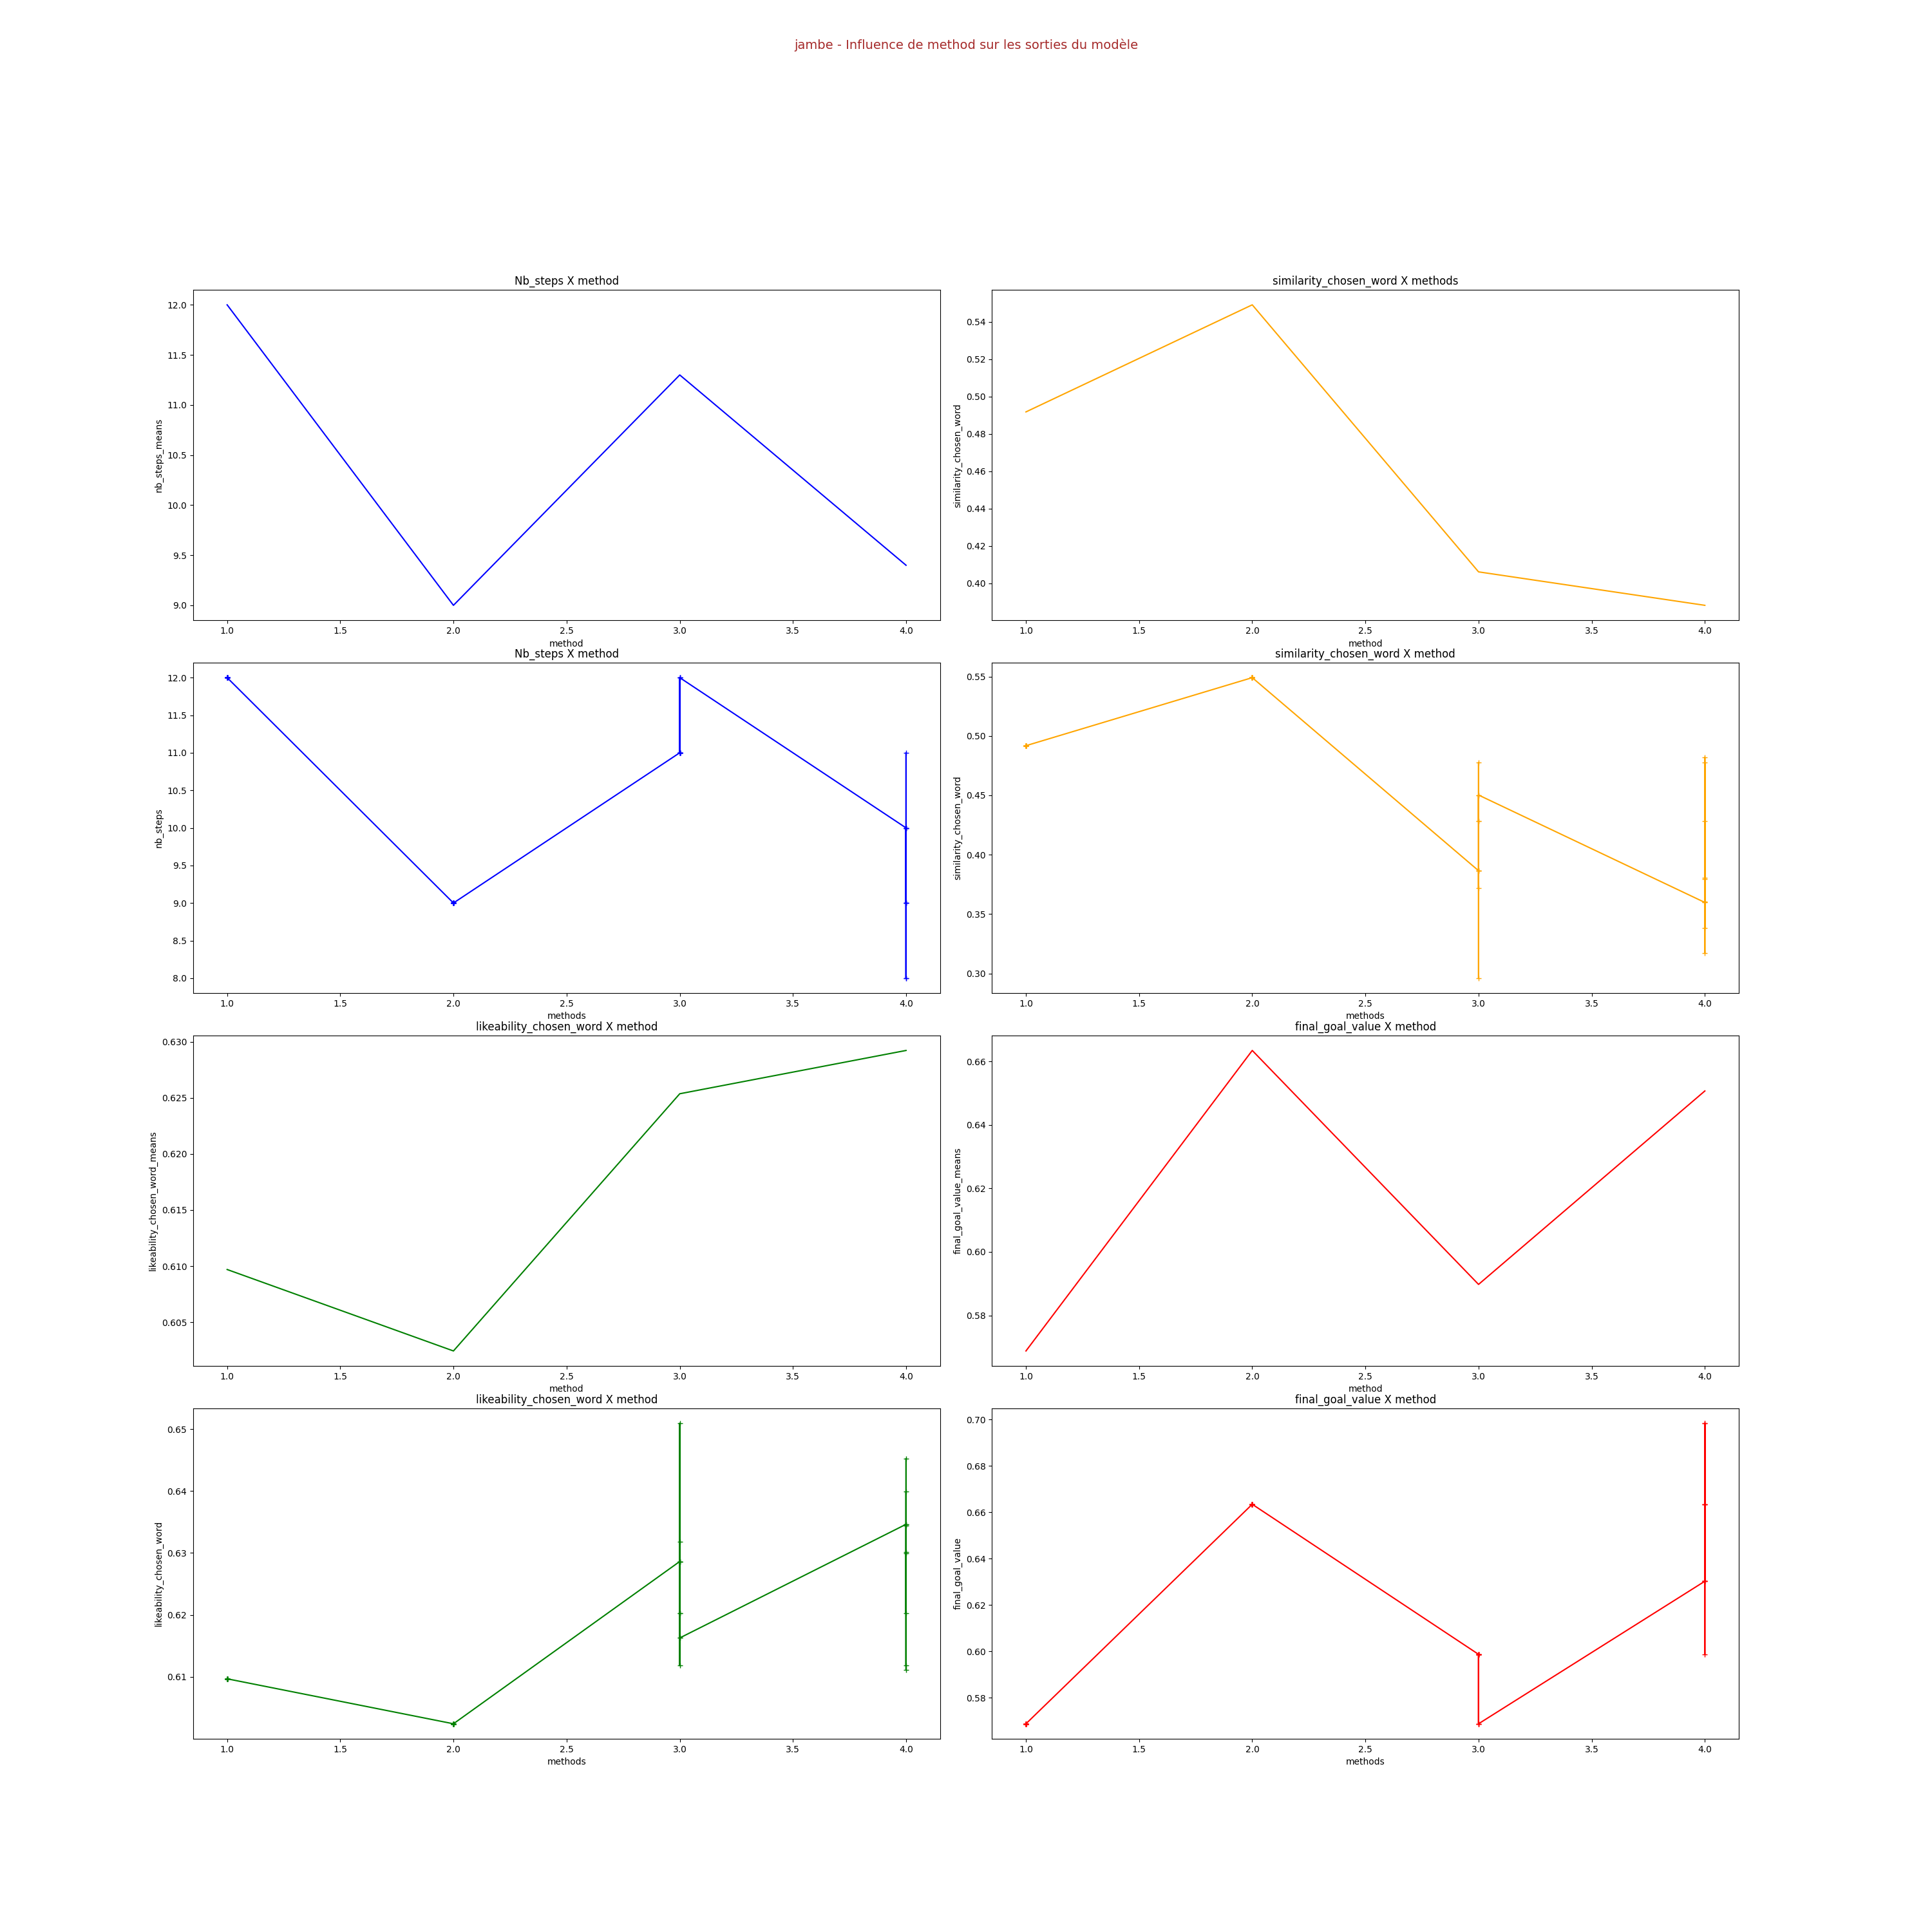 jambe - Influence de method sur les sorties du modèle
Nb_steps X method
nb_steps_means
12.0
11.5
11.0
10.5
10.0
9.5
9.0
1.0 1.5 2.0 2.5 3.0 3.5 4.0
method
similarity_chosen_word X methods
similarity_chosen_word
0.54
0.52
0.50
0.48
0.46
0.44
0.42
0.40
1.0 1.5 2.0 2.5 3.0 3.5 4.0
method
Nb_steps X method
nb_steps
12.0
11.5
11.0
10.5
10.0
9.5
9.0
8.5
8.0
1.0 1.5 2.0 2.5 3.0 3.5 4.0
methods
similarity_chosen_word X method
similarity_chosen_word
0.55
0.50
0.45
0.40
0.35
0.30
1.0 1.5 2.0 2.5 3.0 3.5 4.0
methods
likeability_chosen_word X method
likeability_chosen_word_means
0.630
0.625
0.620
0.615
0.610
0.605
1.0 1.5 2.0 2.5 3.0 3.5 4.0
method
final_goal_value X method
final_goal_value_means
0.66
0.64
0.62
0.60
0.58
1.0 1.5 2.0 2.5 3.0 3.5 4.0
method
likeability_chosen_word X method
likeability_chosen_word
0.65
0.64
0.63
0.62
0.61
1.0 1.5 2.0 2.5 3.0 3.5 4.0
methods
final_goal_value X method
final_goal_value
0.70
0.68
0.66
0.64
0.62
0.60
0.58
1.0 1.5 2.0 2.5 3.0 3.5 4.0
methods